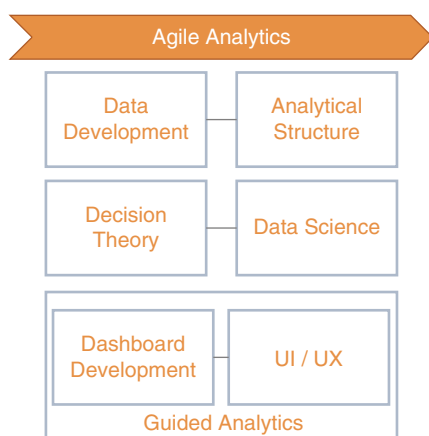 Agile Analytics
Data
Development
Analytical
Structure
Decision
Theory
Data Science
Dashboard
Development
UI / UX
Guided Analytics